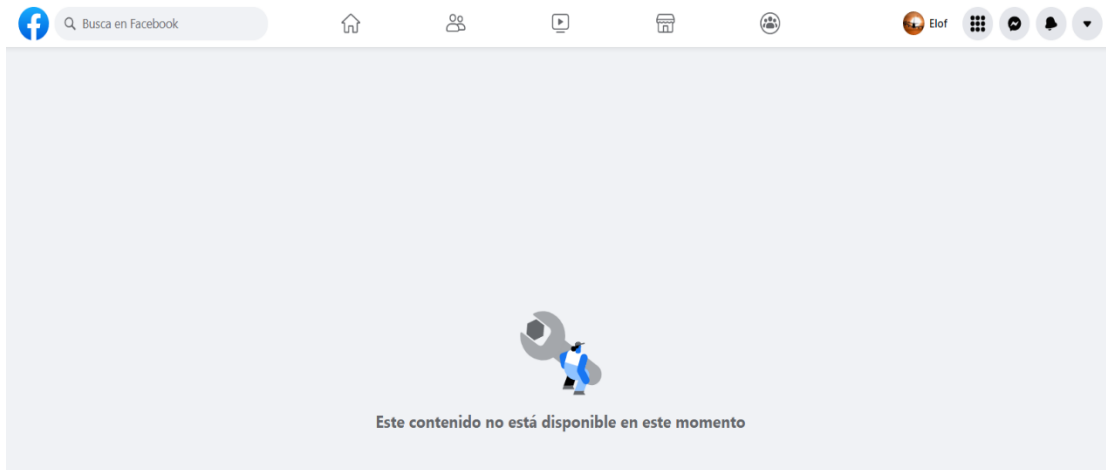 Busca en Facebook
Elof
Este contenido no está disponible en este momento